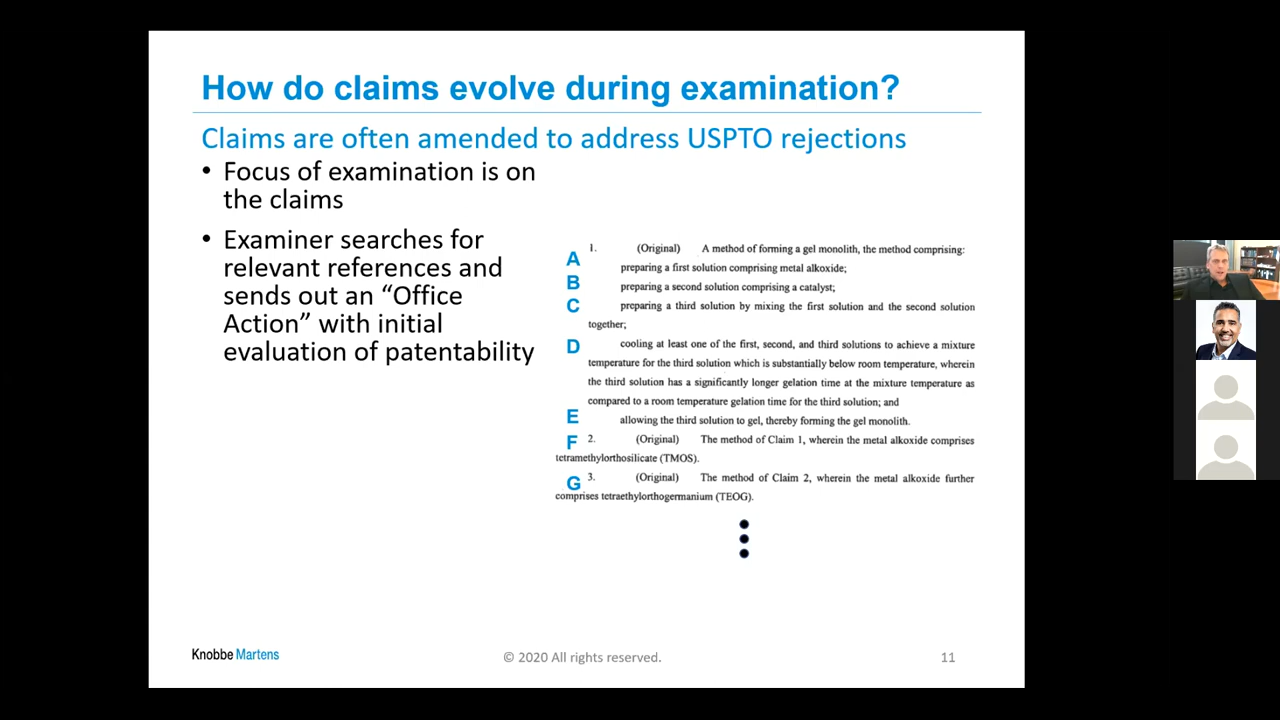 How do claims evolve during examination?
Claims are often amended to address USPTO rejections
• Focus of examination is on
the claims
• Examiner searches for
relevant references and
sends out an “Office
Action” with initial
evaluation of patentability
1. (Original) A method of forming a gel monolith, the method comprising:
A preparing a first solution comprising metal alkoxide;
B preparing a second solution comprising a catalyst;
C preparing a third solution by mixing the first solution and the second solution
together;
D cooling at least one of the first, second, and third solutions to achieve a mixture
temperature for the third solution which is substantially below room temperature, wherein
the third solution has a significantly longer gelation time at the mixture temperature as
compared to a room temperature gelation time for the third solution; and
E allowing the third solution to gel, thereby forming the gel monolith.
F 2. (Original) The method of Claim 1, wherein the metal alkoxide comprises
tetramethylorthosilicate (TMOS).
G 3. (Original) The method of Claim 2, wherein the metal alkoxide further
comprises tetraethylorthogermanium (TEOG).
Knobbe Martens
© 2020 All rights reserved.
11